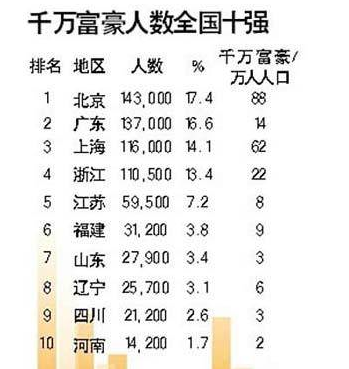 千万富豪人数全国十强
排名 地区 人数 % 千万富豪/万人人口
1 北京 143,000 17.4 88
2 广东 137,000 16.6 14
3 上海 116,000 14.1 62
4 浙江 110,500 13.4 22
5 江苏 59,500 7.2 8
6 福建 31,200 3.8 9
7 山东 27,900 3.4 3
8 辽宁 25,700 3.1 6
9 四川 21,200 2.6 3
10 河南 14,200 1.7 2